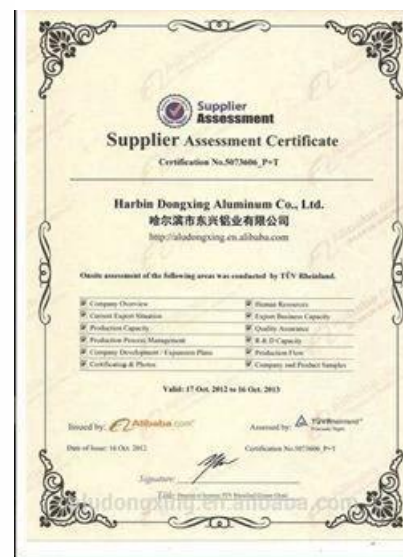 Supplier
Assessment
Supplier Assessment Certificate
Certification No.5073606_P+T
Harbin Dongxing Aluminum Co., Ltd.
哈尔滨市东兴铝业有限公司
http://aludongxing.en.alibaba.com
Onsite assessment of the following areas was conducted by TÜV Rheinland.
Company Overview
Human Resources
Current Export Situation
Export Business Capacity
Production Capacity
Quality Assurance
Production Process Management
R & D Capacity
Company Development / Expansion Plans
Production Flow
Certificating & Photos
Company and Product Samples
Valid: 17 Oct. 2012 to 16 Oct. 2013
Issued by: Alibaba.com
Assessed by: TÜVRheinland
Precisely Right.
Date of Issue: 16 Oct. 2012
Certification No.5073606_P+T
Signature:
aludongxing.en.alibaba.com